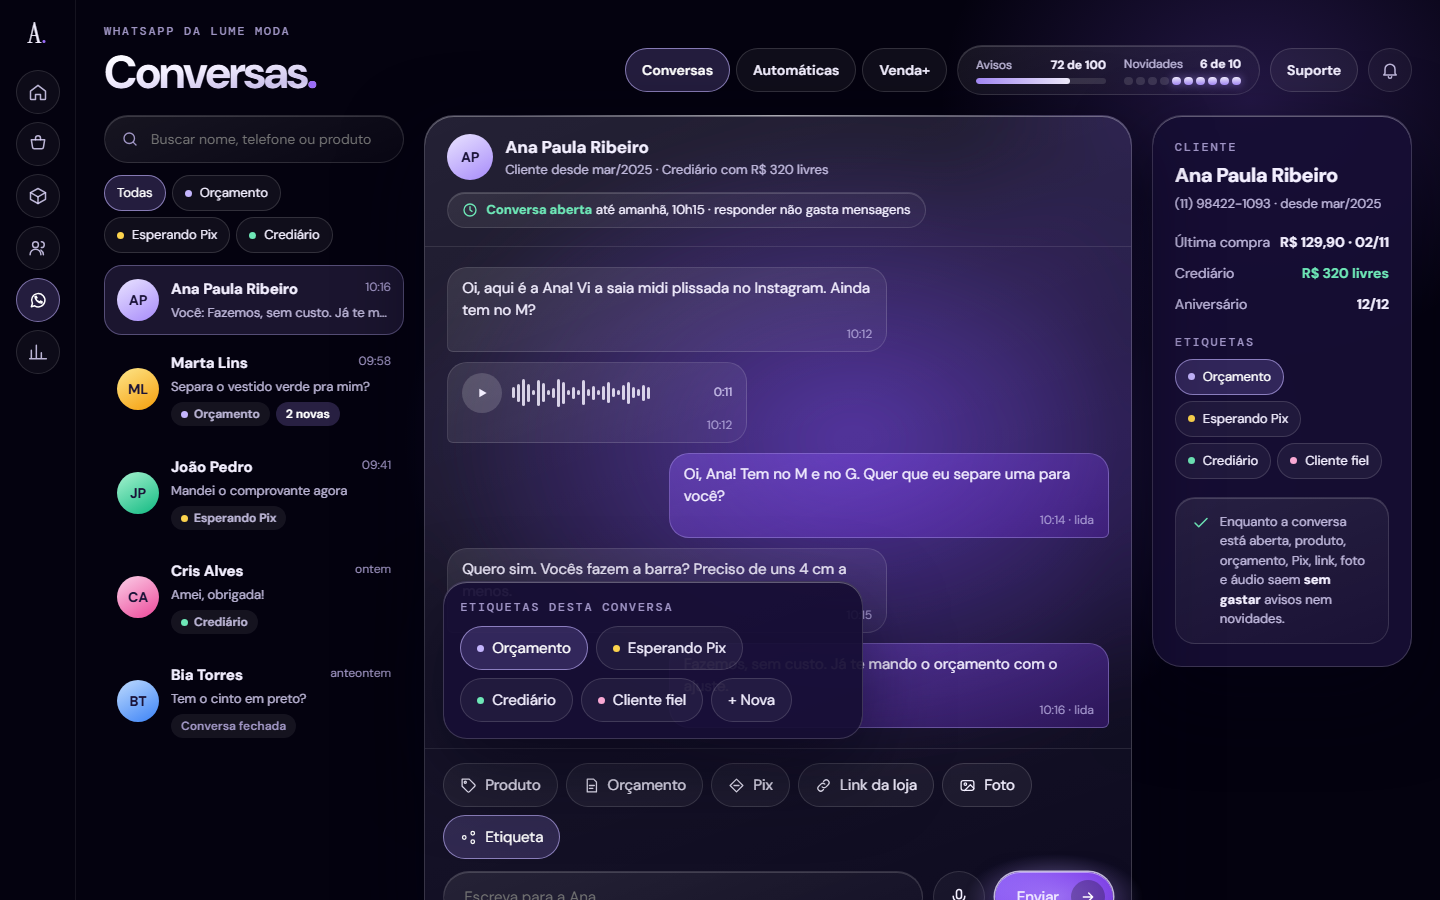 A.
WHATSAPP DA LUME MODA
Conversas.
Conversas
Automáticas
Venda+
Avisos 72 de 100
Novidades 6 de 10
Suporte
Buscar nome, telefone ou produto
Todas
Orçamento
Esperando Pix
Crediário
AP
Ana Paula Ribeiro 10:16
Você: Fazemos, sem custo. Já te m...
ML
Marta Lins 09:58
Separa o vestido verde pra mim?
Orçamento 2 novas
JP
João Pedro 09:41
Mandei o comprovante agora
Esperando Pix
CA
Cris Alves ontem
Amei, obrigada!
Crediário
BT
Bia Torres anteontem
Tem o cinto em preto?
Conversa fechada
AP
Ana Paula Ribeiro
Cliente desde mar/2025 · Crediário com R$ 320 livres
Conversa aberta até amanhã, 10h15 · responder não gasta mensagens
Oi, aqui é a Ana! Vi a saia midi plissada no Instagram. Ainda
tem no M?
10:12
0:11
10:12
Oi, Ana! Tem no M e no G. Quer que eu separe uma para
você?
10:14 · lida
Quero sim. Vocês fazem a barra? Preciso de uns 4 cm a
menos.
10:15
Fazemos, sem custo. Já te mando o orçamento com o
ajuste.
10:16 · lida
ETIQUETAS DESTA CONVERSA
Orçamento
Esperando Pix
Crediário
Cliente fiel
+ Nova
Produto
Orçamento
Pix
Link da loja
Foto
Etiqueta
Escreva para a Ana
Enviar
CLIENTE
Ana Paula Ribeiro
(11) 98422-1093 · desde mar/2025
Última compra R$ 129,90 · 02/11
Crediário R$ 320 livres
Aniversário 12/12
ETIQUETAS
Orçamento
Esperando Pix
Crediário
Cliente fiel
Enquanto a conversa
está aberta, produto,
orçamento, Pix, link, foto
e áudio saem sem
gastar avisos nem
novidades.